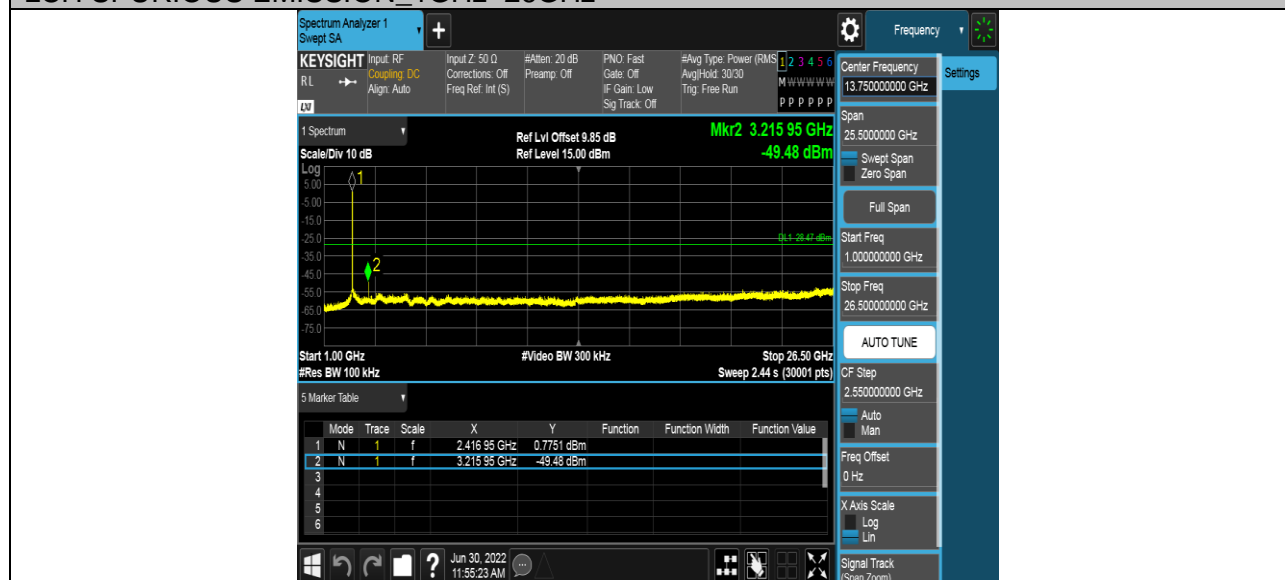 Spectrum Analyzer 1
Swept SA
Frequency
KEYSIGHT Input: RF Input Z: 50 Ω #Atten: 20 dB PNO: Fast #Avg Type: Power (RMS 1 2 3 4 5 6
RL Coupling: DC Corrections: Off Preamp: Off Gate: Off Avg|Hold: 30/30 M W W W W W
Align: Auto Freq Ref: Int (S) IF Gain: Low Trig: Free Run
LXI Sig Track: Off P P P P P P
1 Spectrum Ref Lvl Offset 9.85 dB Mkr2 3.215 95 GHz
Scale/Div 10 dB Ref Level 15.00 dBm -49.48 dBm
Log
5.00 1
-5.00
-15.0
-25.0 DL1 -28.47 dBm
-35.0
-45.0 2
-55.0
-65.0
-75.0
Start 1.00 GHz #Video BW 300 kHz Stop 26.50 GHz
#Res BW 100 kHz Sweep 2.44 s (30001 pts)
5 Marker Table
Mode Trace Scale X Y Function Function Width Function Value
1 N 1 f 2.416 95 GHz 0.7751 dBm
2 N 1 f 3.215 95 GHz -49.48 dBm
3
4
5
6
Jun 30, 2022
11:55:23 AM
Center Frequency
13.750000000 GHz
Settings
Span
25.5000000 GHz
Swept Span
Zero Span
Full Span
Start Freq
1.000000000 GHz
Stop Freq
26.500000000 GHz
AUTO TUNE
CF Step
2.550000000 GHz
Auto
Man
Freq Offset
0 Hz
X Axis Scale
Log
Lin
Signal Track
(Span Zoom)